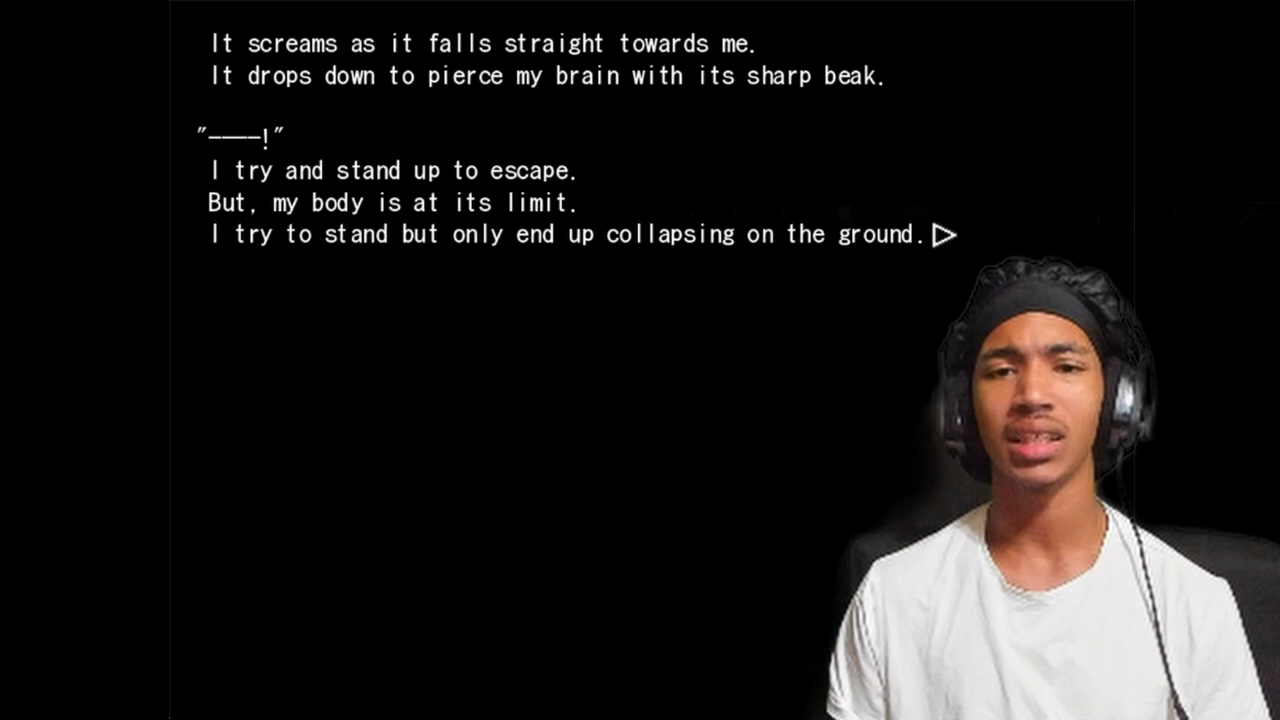 It screams as it falls straight towards me.
It drops down to pierce my brain with its sharp beak.
"————!"
I try and stand up to escape.
But, my body is at its limit.
I try to stand but only end up collapsing on the ground.